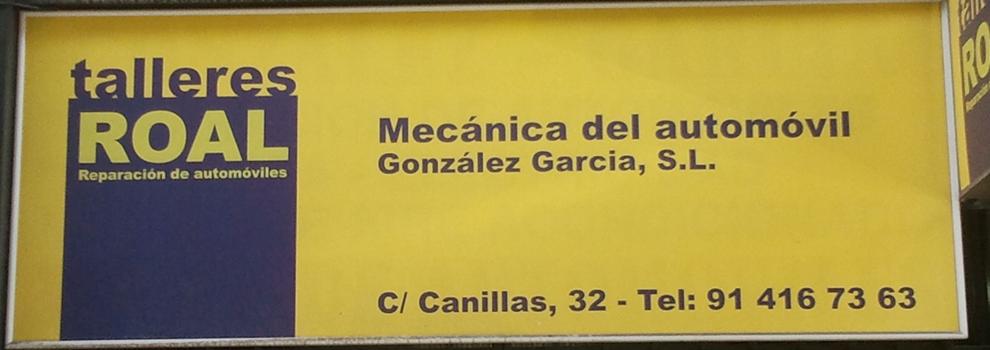 talleres
ROAL
Reparación de automóviles
Mecánica del automóvil
González Garcia, S.L.
C/ Canillas, 32 - Tel: 91 416 73 63